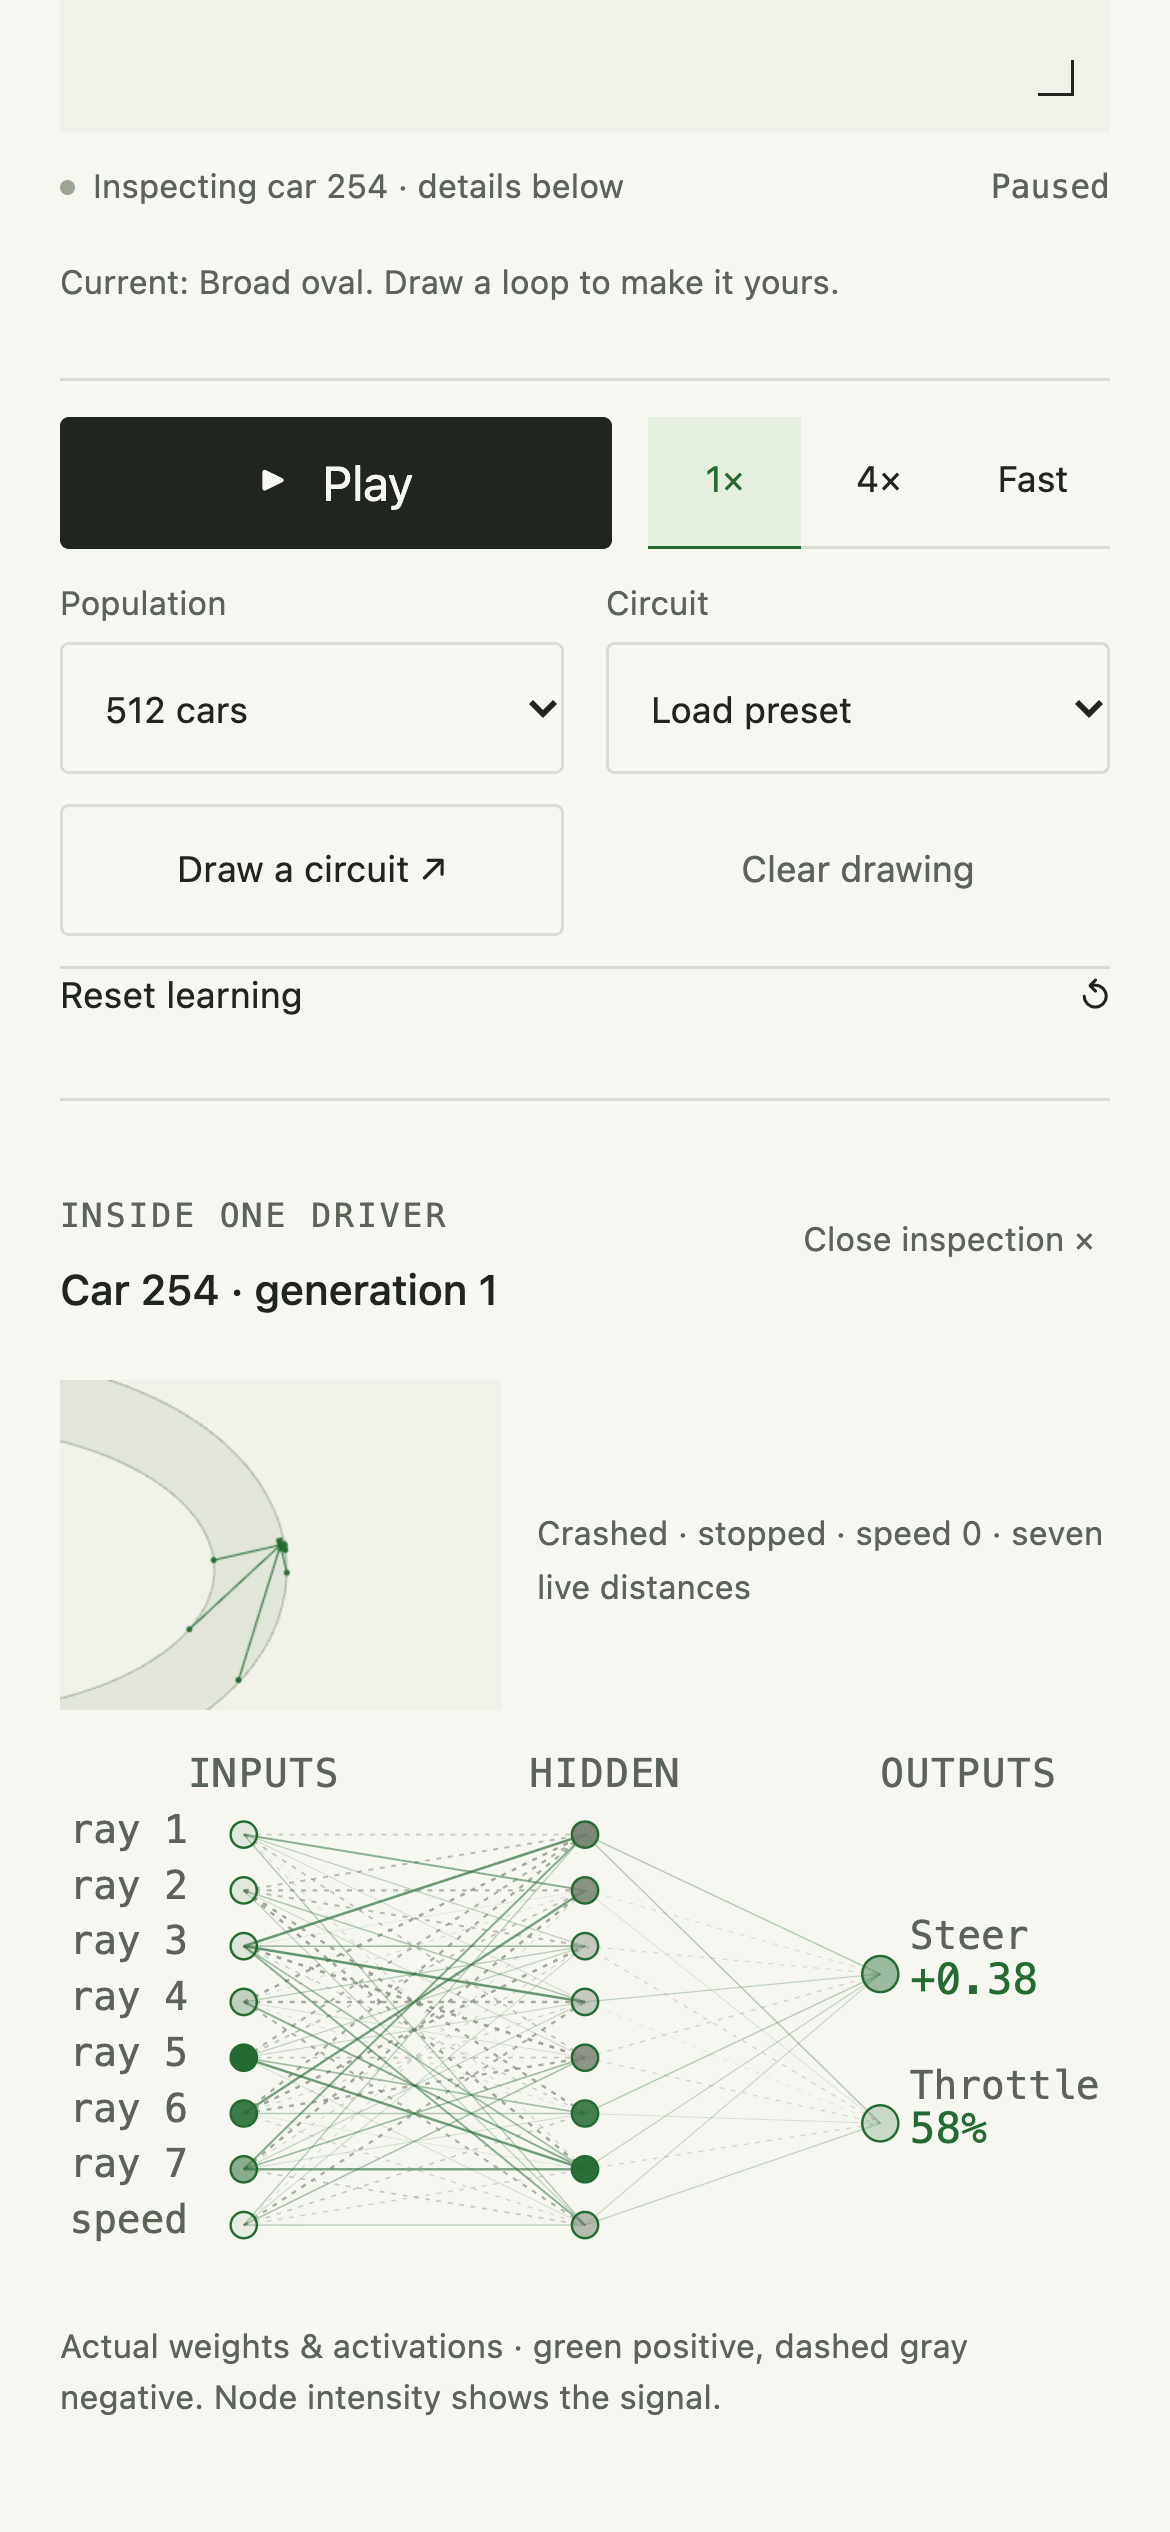 Inspecting car 254 · details below
Paused
Current: Broad oval. Draw a loop to make it yours.
Play
1×
4×
Fast
Population
Circuit
512 cars
Load preset
Draw a circuit ↗
Clear drawing
Reset learning
INSIDE ONE DRIVER
Close inspection ×
Car 254 · generation 1
Crashed · stopped · speed 0 · seven
live distances
INPUTS
HIDDEN
OUTPUTS
ray 1
ray 2
ray 3
ray 4
ray 5
ray 6
ray 7
speed
Steer
+0.38
Throttle
58%
Actual weights & activations · green positive, dashed gray
negative. Node intensity shows the signal.